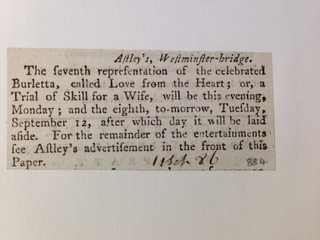 Aſtley's, Weſtminſter-bridge.
The ſeventh repreſentation of the celebrated
Burletta, called Love from the Heart; or, a
Trial of Skill for a Wife, will be this evening,
Monday; and the eighth, to-morrow, Tueſday,
September 12, after which day it will be laid
aſide. For the remainder of the entertainments
ſee Aſtley's advertiſement in the front of this
Paper.
11 Sep 86 884